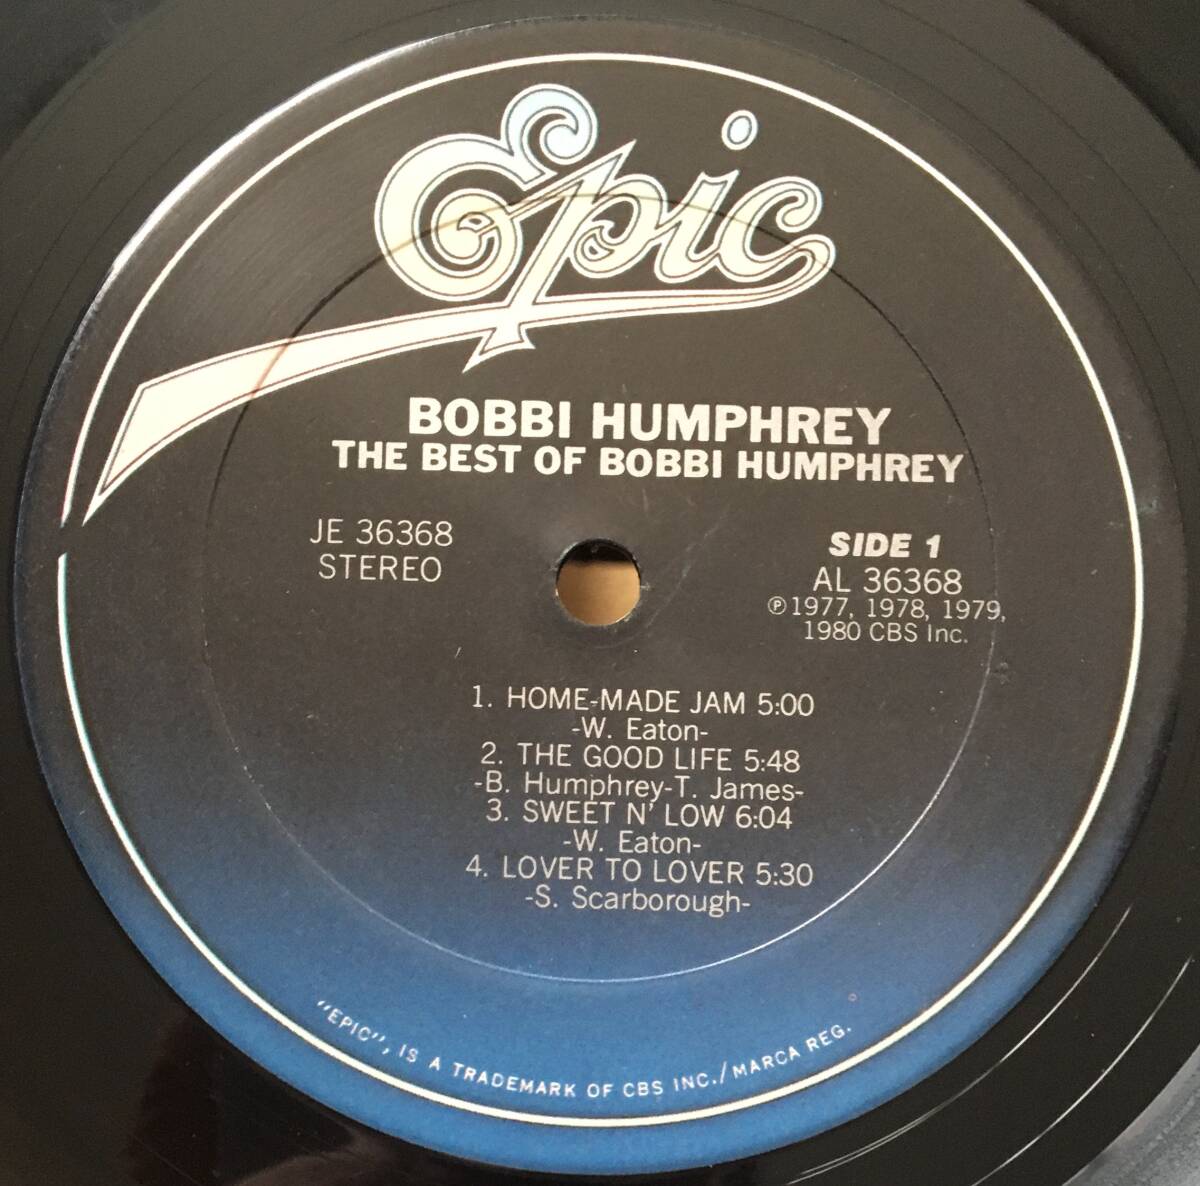 Epic
BOBBI HUMPHREY
THE BEST OF BOBBI HUMPHREY
JE 36368
STEREO
SIDE 1
AL 36368
℗1977, 1978, 1979,
1980 CBS Inc.
1. HOME-MADE JAM 5:00
-W. Eaton-
2. THE GOOD LIFE 5:48
-B. Humphrey-T. James-
3. SWEET N' LOW 6:04
-W. Eaton-
4. LOVER TO LOVER 5:30
-S. Scarborough-
"EPIC", IS A TRADEMARK OF CBS INC./MARCA REG.